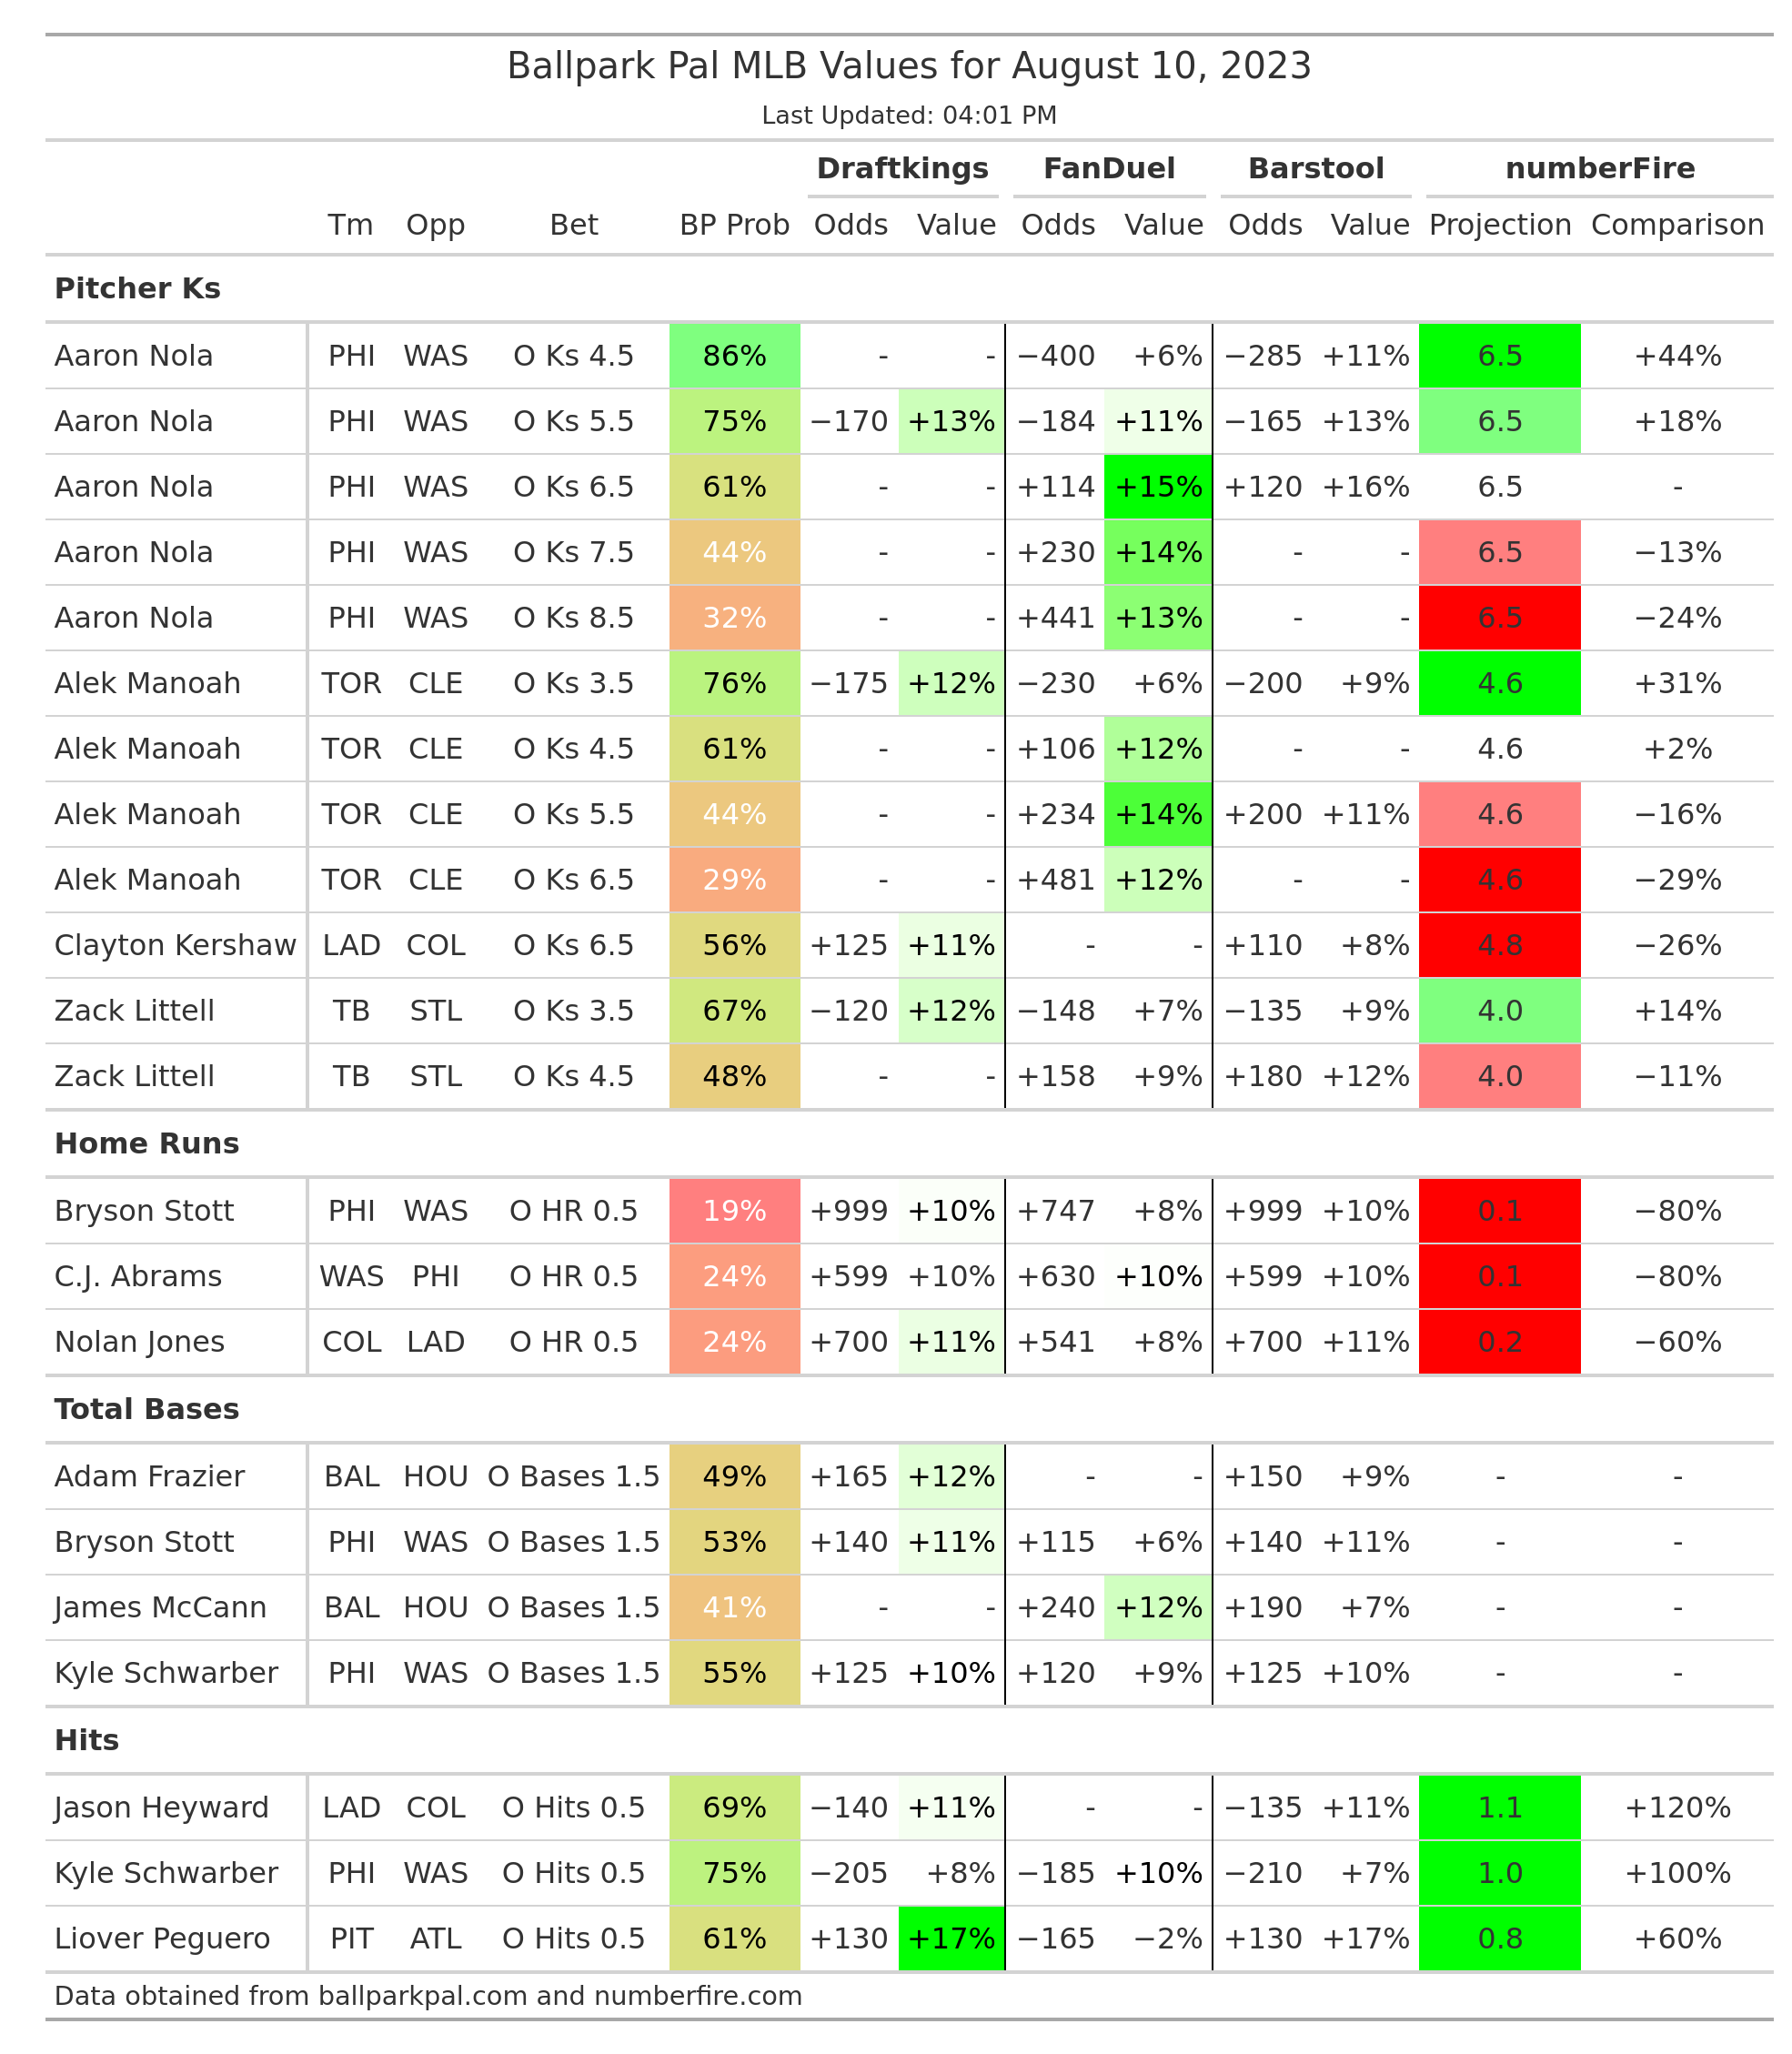 Ballpark Pal MLB Values for August 10, 2023
Last Updated: 04:01 PM
Draftkings FanDuel Barstool numberFire
Tm Opp Bet BP Prob Odds Value Odds Value Odds Value Projection Comparison
Pitcher Ks
Aaron Nola PHI WAS O Ks 4.5 86% - - −400 +6% −285 +11% 6.5 +44%
Aaron Nola PHI WAS O Ks 5.5 75% −170 +13% −184 +11% −165 +13% 6.5 +18%
Aaron Nola PHI WAS O Ks 6.5 61% - - +114 +15% +120 +16% 6.5 -
Aaron Nola PHI WAS O Ks 7.5 44% - - +230 +14% - - 6.5 −13%
Aaron Nola PHI WAS O Ks 8.5 32% - - +441 +13% - - 6.5 −24%
Alek Manoah TOR CLE O Ks 3.5 76% −175 +12% −230 +6% −200 +9% 4.6 +31%
Alek Manoah TOR CLE O Ks 4.5 61% - - +106 +12% - - 4.6 +2%
Alek Manoah TOR CLE O Ks 5.5 44% - - +234 +14% +200 +11% 4.6 −16%
Alek Manoah TOR CLE O Ks 6.5 29% - - +481 +12% - - 4.6 −29%
Clayton Kershaw LAD COL O Ks 6.5 56% +125 +11% - - +110 +8% 4.8 −26%
Zack Littell TB STL O Ks 3.5 67% −120 +12% −148 +7% −135 +9% 4.0 +14%
Zack Littell TB STL O Ks 4.5 48% - - +158 +9% +180 +12% 4.0 −11%
Home Runs
Bryson Stott PHI WAS O HR 0.5 19% +999 +10% +747 +8% +999 +10% 0.1 −80%
C.J. Abrams WAS PHI O HR 0.5 24% +599 +10% +630 +10% +599 +10% 0.1 −80%
Nolan Jones COL LAD O HR 0.5 24% +700 +11% +541 +8% +700 +11% 0.2 −60%
Total Bases
Adam Frazier BAL HOU O Bases 1.5 49% +165 +12% - - +150 +9% - -
Bryson Stott PHI WAS O Bases 1.5 53% +140 +11% +115 +6% +140 +11% - -
James McCann BAL HOU O Bases 1.5 41% - - +240 +12% +190 +7% - -
Kyle Schwarber PHI WAS O Bases 1.5 55% +125 +10% +120 +9% +125 +10% - -
Hits
Jason Heyward LAD COL O Hits 0.5 69% −140 +11% - - −135 +11% 1.1 +120%
Kyle Schwarber PHI WAS O Hits 0.5 75% −205 +8% −185 +10% −210 +7% 1.0 +100%
Liover Peguero PIT ATL O Hits 0.5 61% +130 +17% −165 −2% +130 +17% 0.8 +60%
Data obtained from ballparkpal.com and numberfire.com